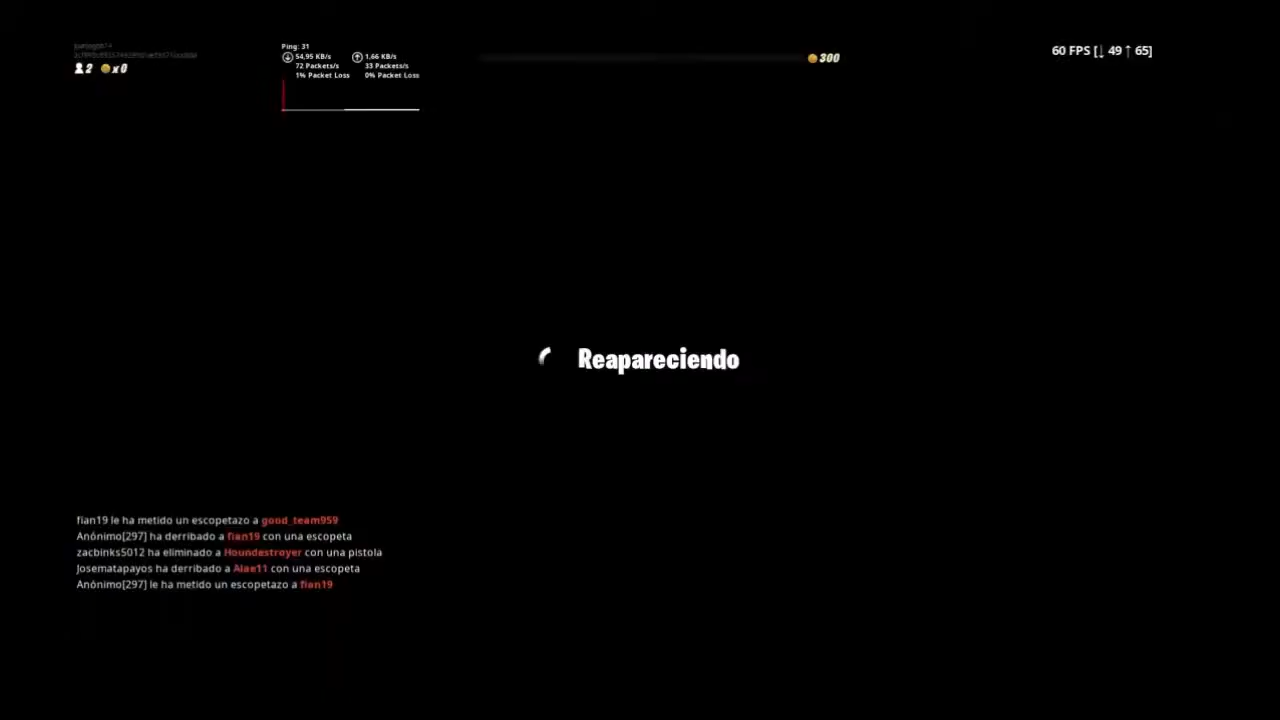 2 x0
Ping: 31
54,95 KB/s 1,66 KB/s
72 Packets/s 33 Packets/s
1% Packet Loss 0% Packet Loss
300
60 FPS [↓ 49 ↑ 65]
Reapareciendo
fian19 le ha metido un escopetazo a good_team959
Anónimo[297] ha derribado a fian19 con una escopeta
zacbinks5012 ha eliminado a Houndestroyer con una pistola
Josematapayos ha derribado a Alae11 con una escopeta
Anónimo[297] le ha metido un escopetazo a fian19